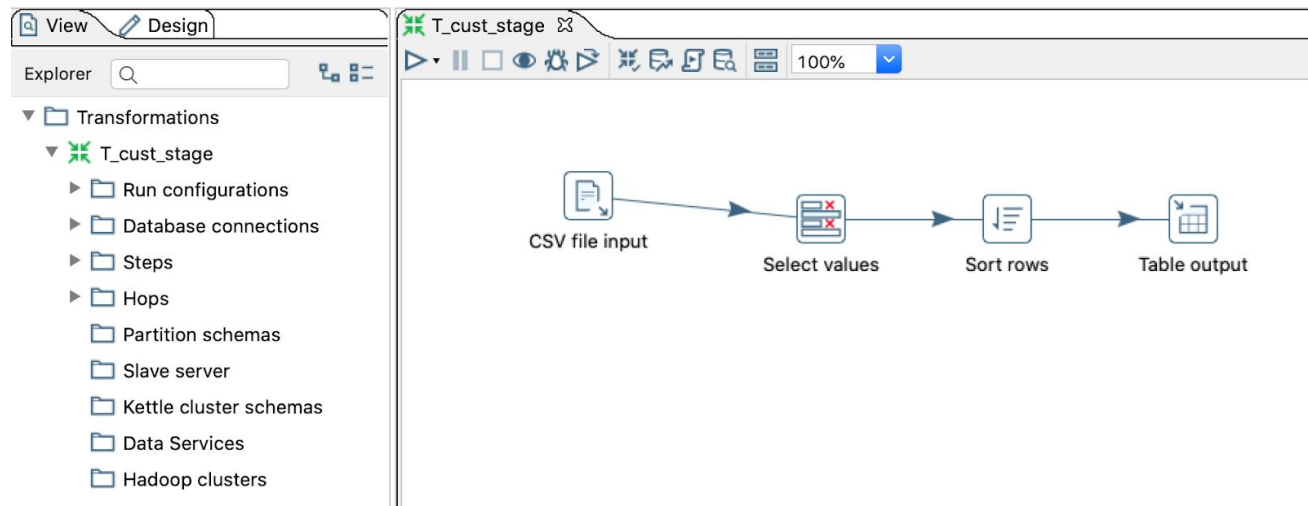 View
Design
T_cust_stage
Explorer
100%
Transformations
T_cust_stage
Run configurations
Database connections
Steps
Hops
Partition schemas
Slave server
Kettle cluster schemas
Data Services
Hadoop clusters
CSV file input
Select values
Sort rows
Table output